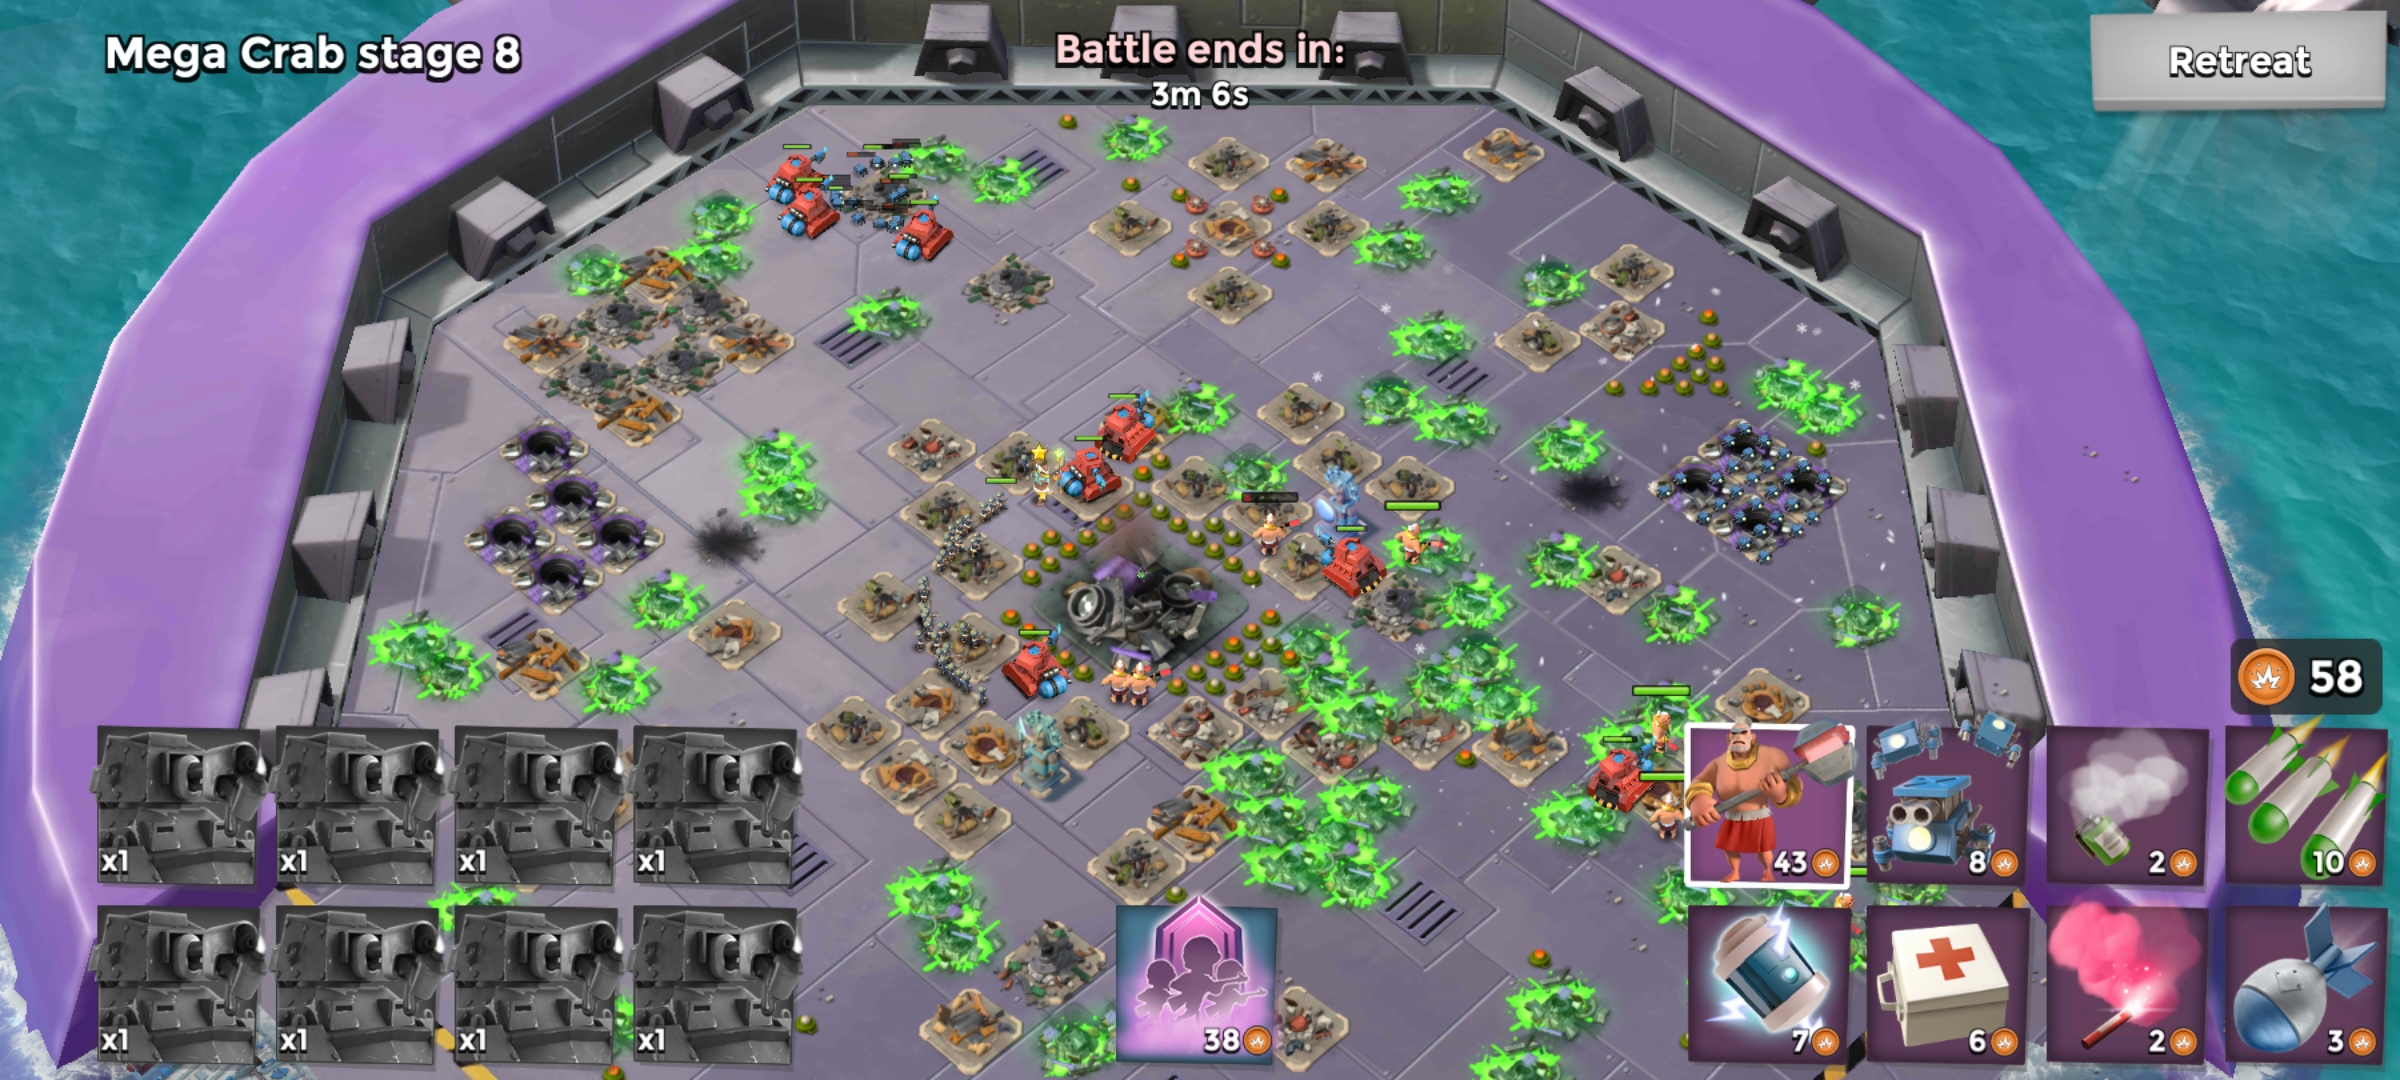 Mega Crab stage 8
Battle ends in:
3m 6s
Retreat
58
x1 x1 x1 x1
43 8 2 10
x1 x1 x1 x1
38
7 6 2 3